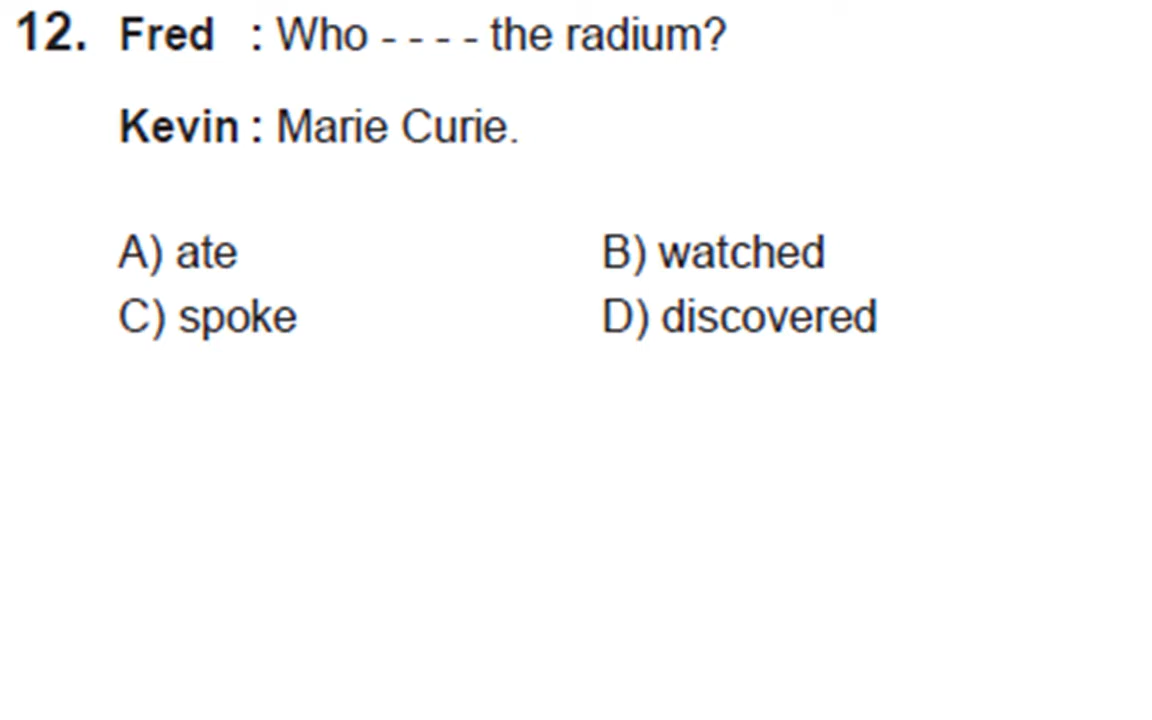 12. Fred : Who - - - - the radium?
Kevin : Marie Curie.
A) ate B) watched
C) spoke D) discovered